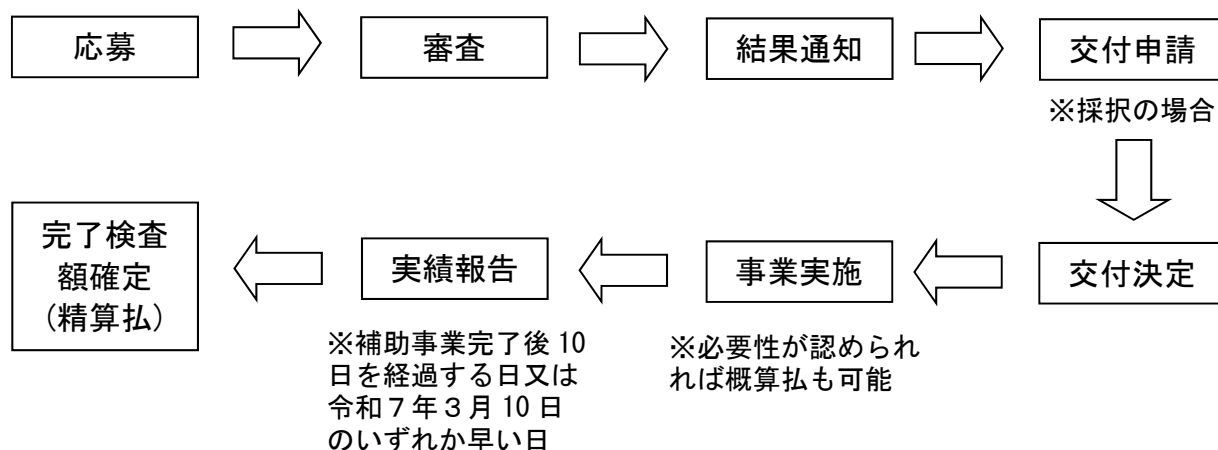 応募
審査
結果通知
交付申請
※採択の場合
交付決定
事業実施
※必要性が認められ
れば概算払も可能
実績報告
※補助事業完了後 10
日を経過する日又は
令和７年３月 10 日
のいずれか早い日
完了検査
額確定
(精算払)